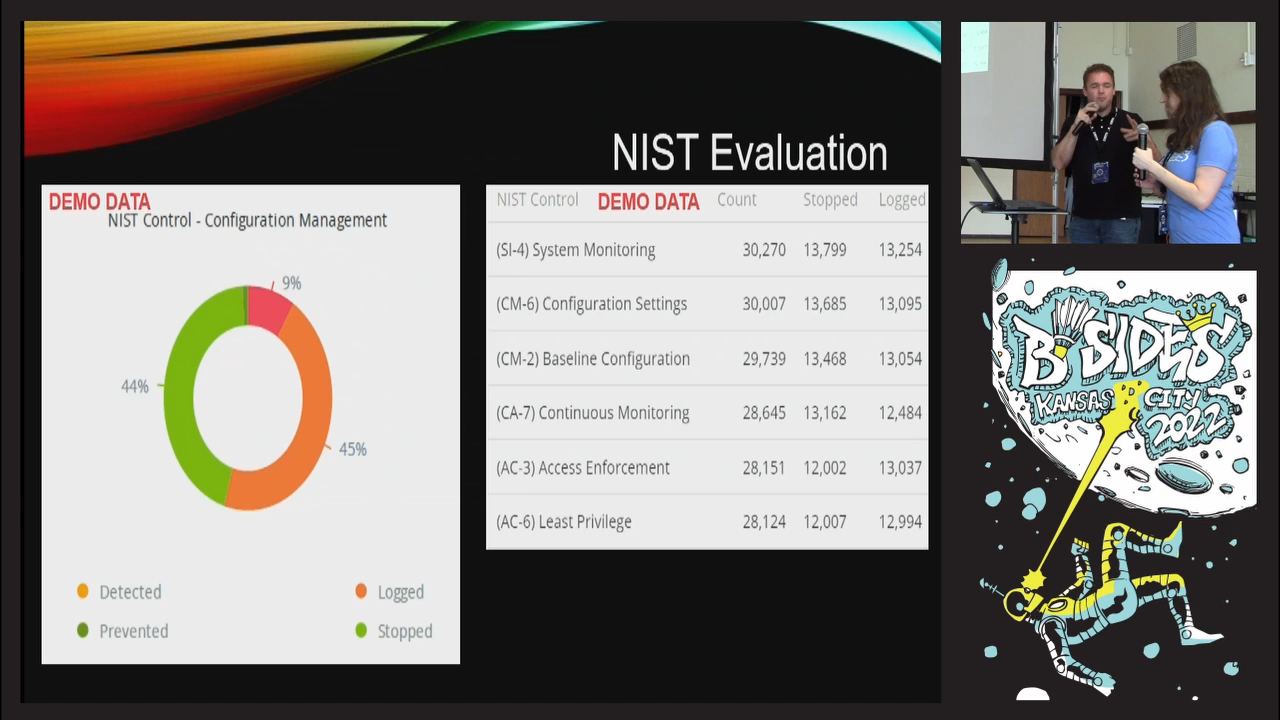 NIST Evaluation
DEMO DATA
NIST Control - Configuration Management
9%
44%
45%
Detected
Logged
Prevented
Stopped
NIST Control DEMO DATA Count Stopped Logged
(SI-4) System Monitoring 30,270 13,799 13,254
(CM-6) Configuration Settings 30,007 13,685 13,095
(CM-2) Baseline Configuration 29,739 13,468 13,054
(CA-7) Continuous Monitoring 28,645 13,162 12,484
(AC-3) Access Enforcement 28,151 12,002 13,037
(AC-6) Least Privilege 28,124 12,007 12,994
BSIDES
KANSAS CITY
2022